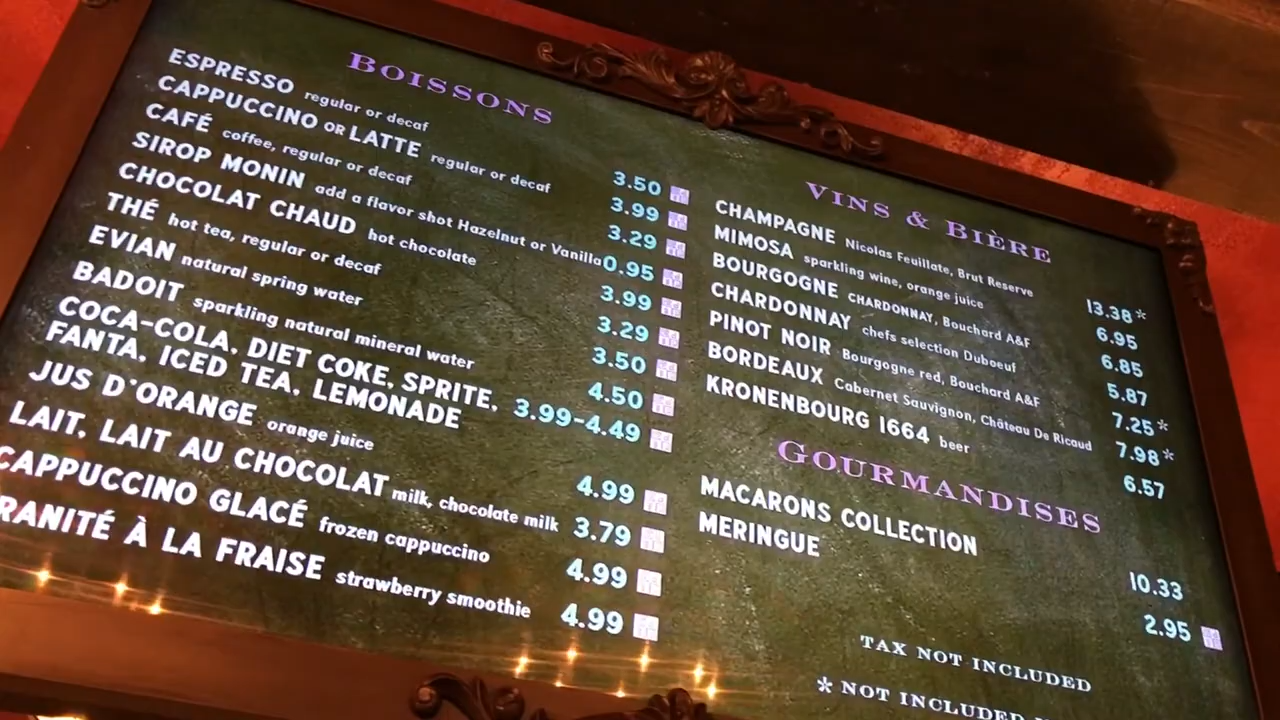 BOISSONS
ESPRESSO regular or decaf 3.50
CAPPUCCINO OR LATTE regular or decaf 3.99
CAFÉ coffee, regular or decaf 3.29
SIROP MONIN add a flavor shot Hazelnut or Vanilla 0.95
CHOCOLAT CHAUD hot chocolate 3.99
THÉ hot tea, regular or decaf 3.29
EVIAN natural spring water 3.50
BADOIT sparkling natural mineral water 4.50
COCA-COLA, DIET COKE, SPRITE,
FANTA, ICED TEA, LEMONADE 3.99-4.49
JUS D'ORANGE orange juice 4.99
LAIT, LAIT AU CHOCOLAT milk, chocolate milk 3.79
CAPPUCCINO GLACÉ frozen cappuccino 4.99
RANITÉ À LA FRAISE strawberry smoothie 4.99
VINS & BIÈRE
CHAMPAGNE Nicolas Feuillate, Brut Reserve 13.38*
MIMOSA sparkling wine, orange juice 6.95
BOURGOGNE CHARDONNAY, Bouchard A&F 6.85
CHARDONNAY chefs selection Duboeuf 5.87
PINOT NOIR Bourgogne red, Bouchard A&F 7.25*
BORDEAUX Cabernet Sauvignon, Château De Ricaud 7.98*
KRONENBOURG 1664 beer 6.57
GOURMANDISES
MACARONS COLLECTION 10.33
MERINGUE 2.95
TAX NOT INCLUDED
* NOT INCLUDED